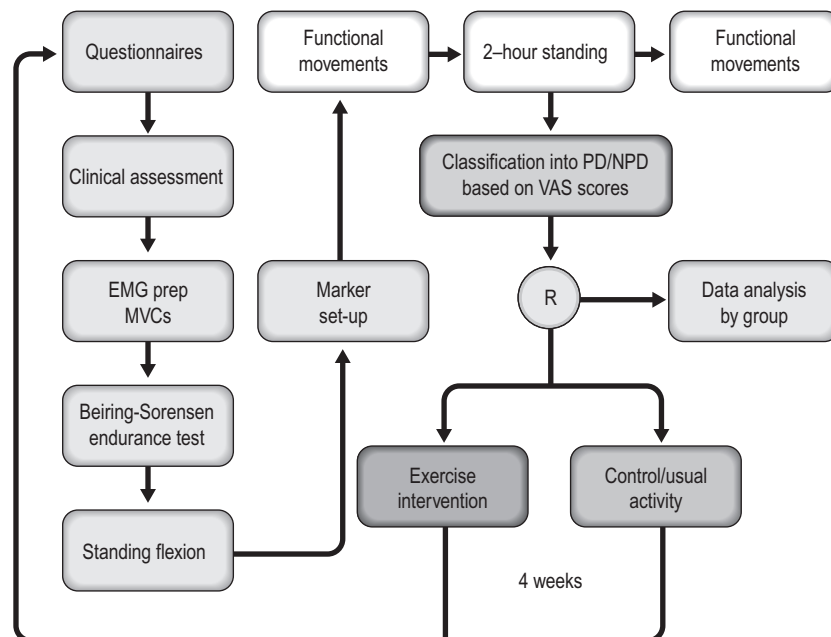 Questionnaires
Clinical assessment
EMG prep
MVCs
Beiring-Sorensen
endurance test
Standing flexion
Marker
set-up
Functional
movements
2–hour standing
Functional
movements
Classification into PD/NPD
based on VAS scores
R
Data analysis
by group
Exercise
intervention
Control/usual
activity
4 weeks